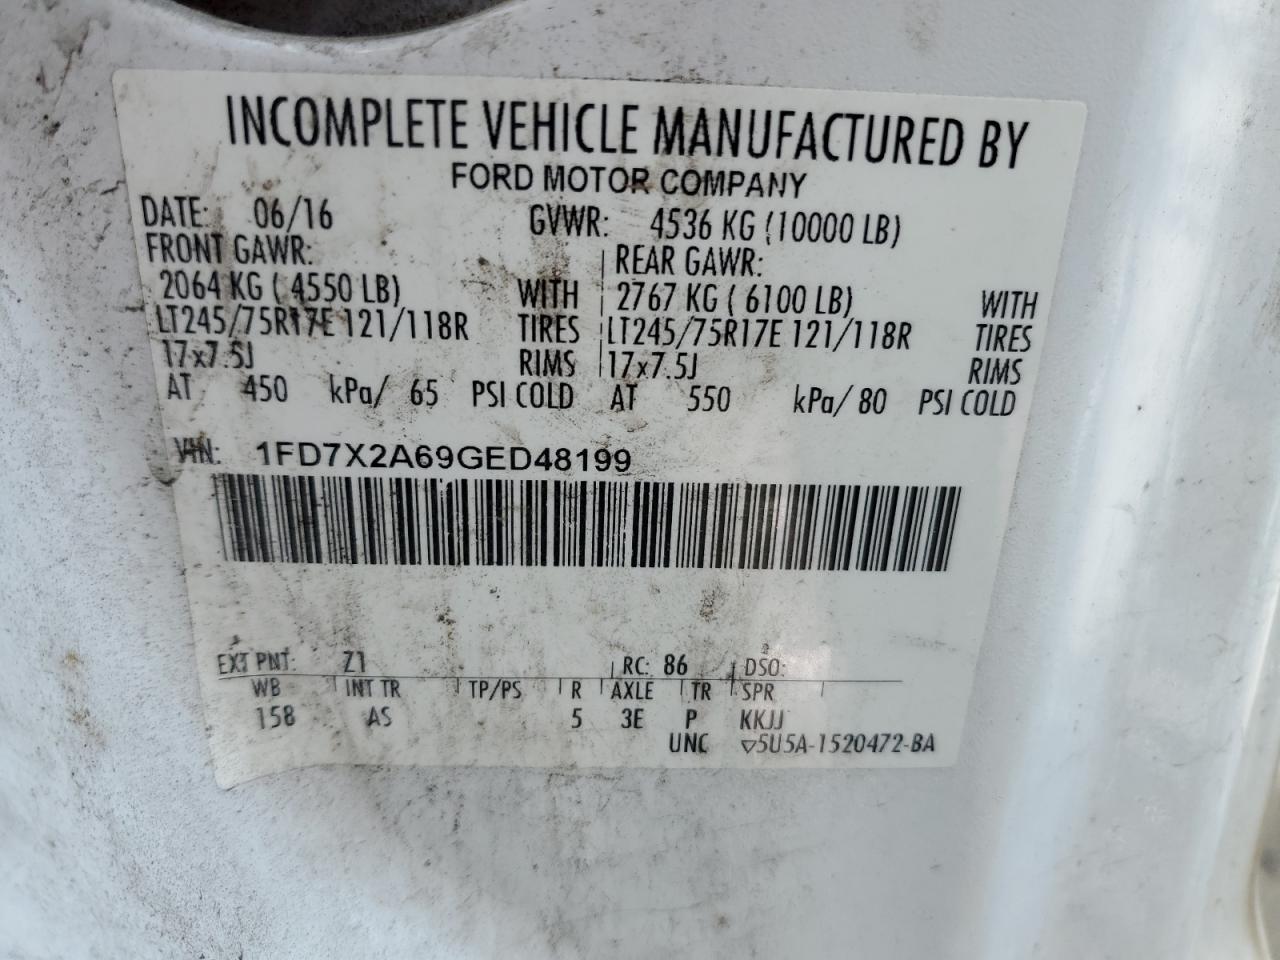 INCOMPLETE VEHICLE MANUFACTURED BY
FORD MOTOR COMPANY
DATE: 06/16 GVWR: 4536 KG (10000 LB)
FRONT GAWR: REAR GAWR:
2064 KG ( 4550 LB) WITH 2767 KG ( 6100 LB) WITH
LT245/75R17E 121/118R TIRES LT245/75R17E 121/118R TIRES
17x7.5J RIMS 17x7.5J RIMS
AT 450 kPa/ 65 PSI COLD AT 550 kPa/ 80 PSI COLD
VIN: 1FD7X2A69GED48199
EXT PNT: Z1 RC: 86 DSO:
WB INT TR TP/PS R AXLE TR SPR
158 AS 5 3E P KKJJ
UNC ▽5U5A-1520472-BA